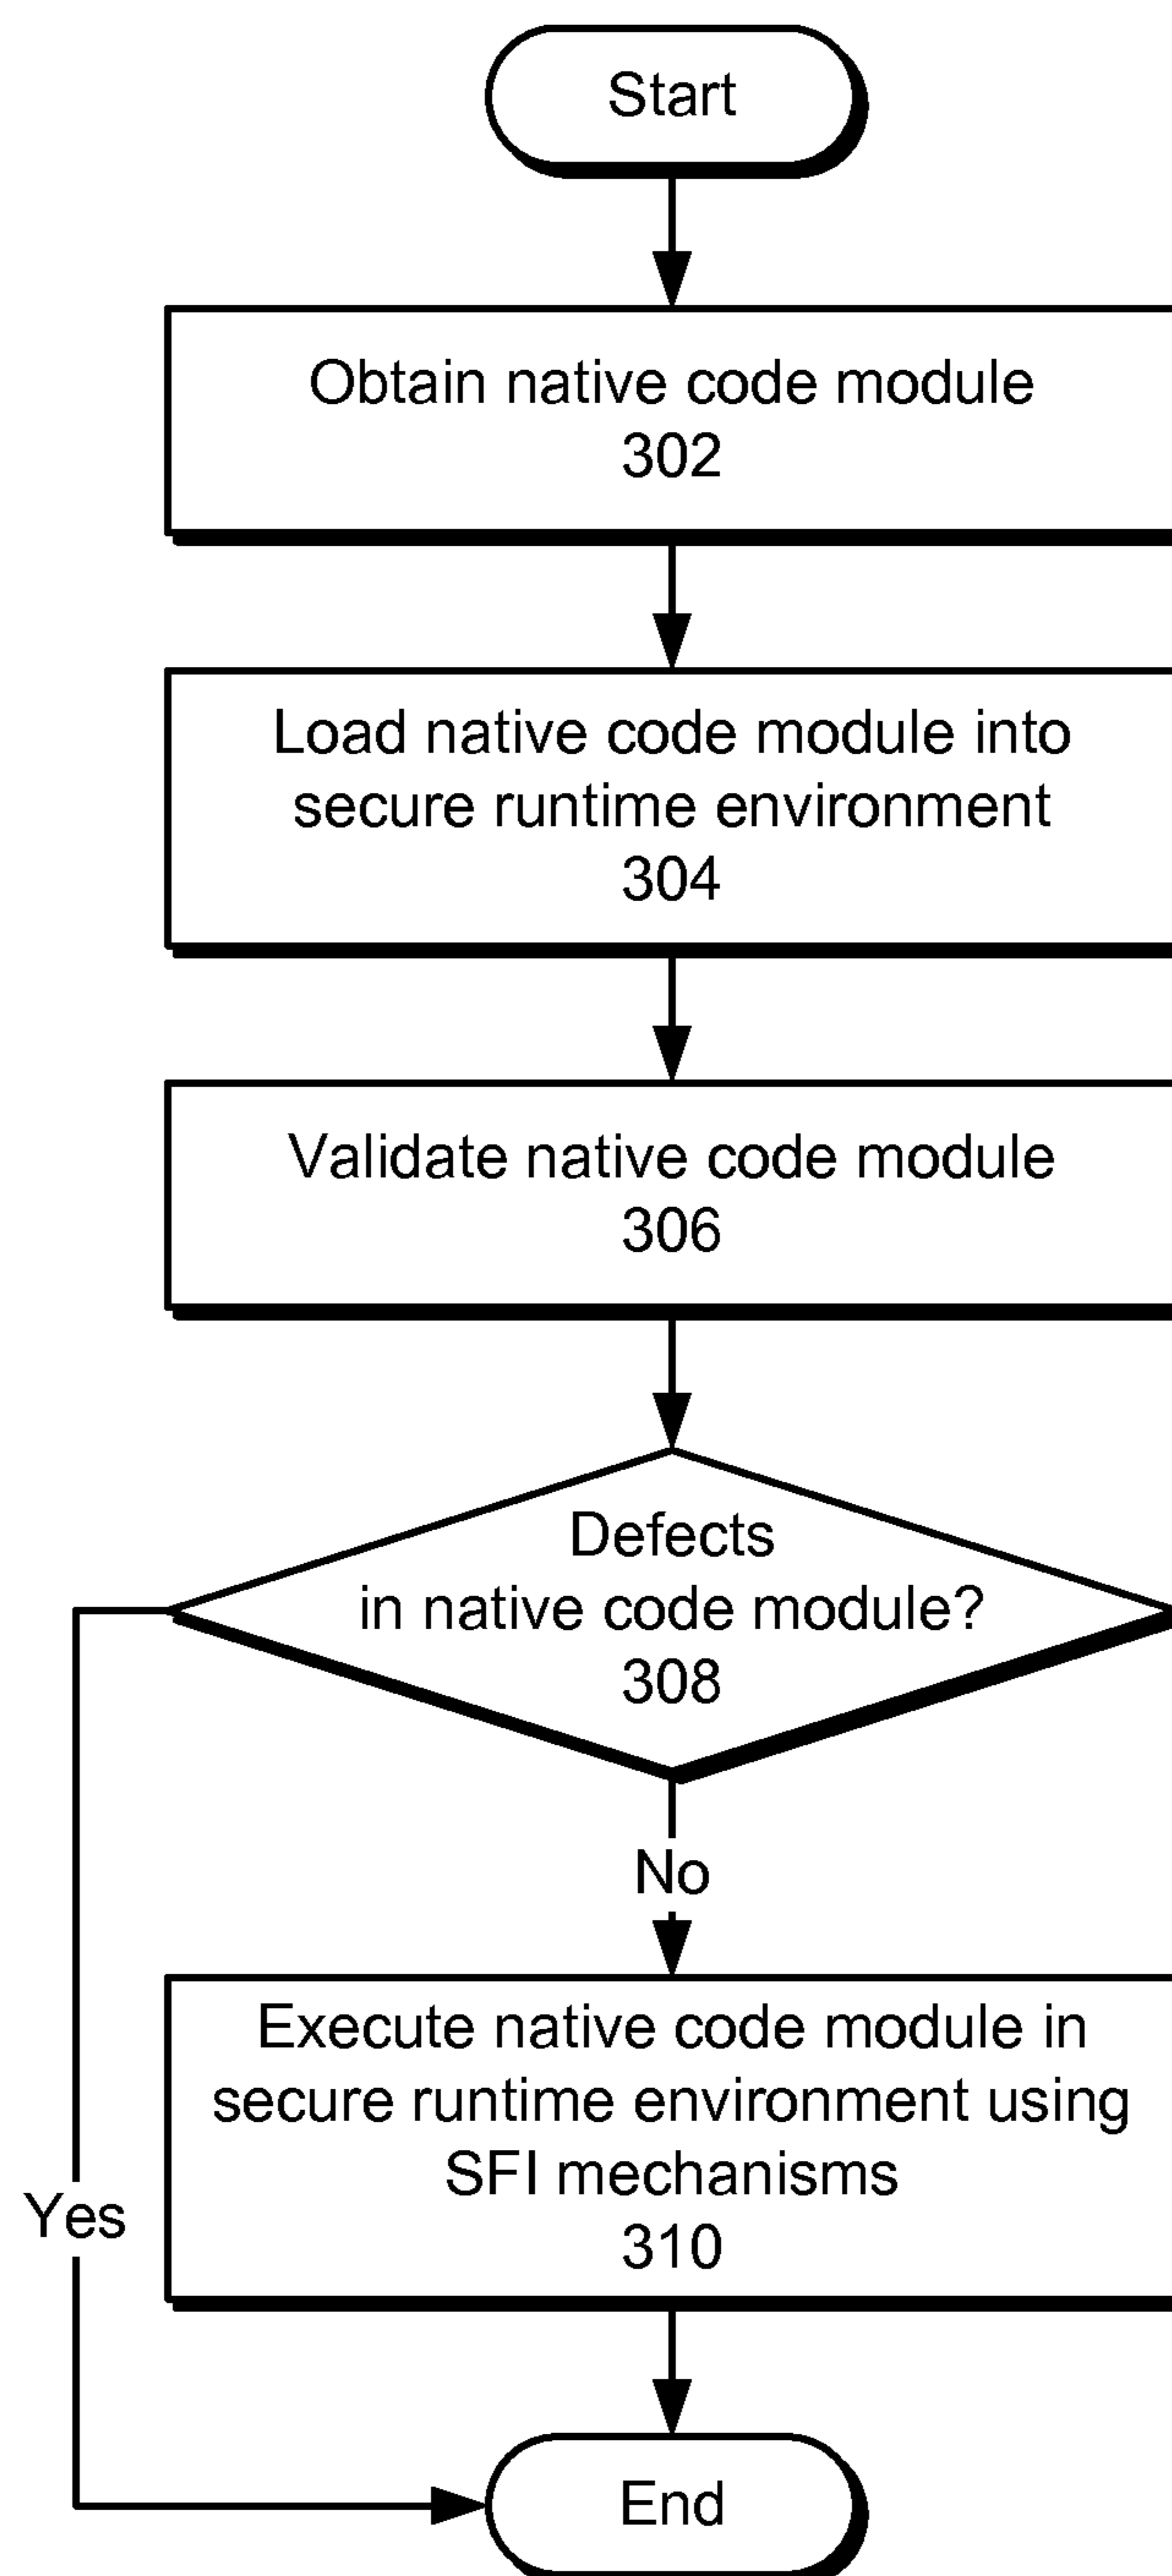 Start
Obtain native code module
302
Load native code module into
secure runtime environment
304
Validate native code module
306
Defects
in native code module?
308
No
Execute native code module in
secure runtime environment using
SFI mechanisms
310
Yes
End